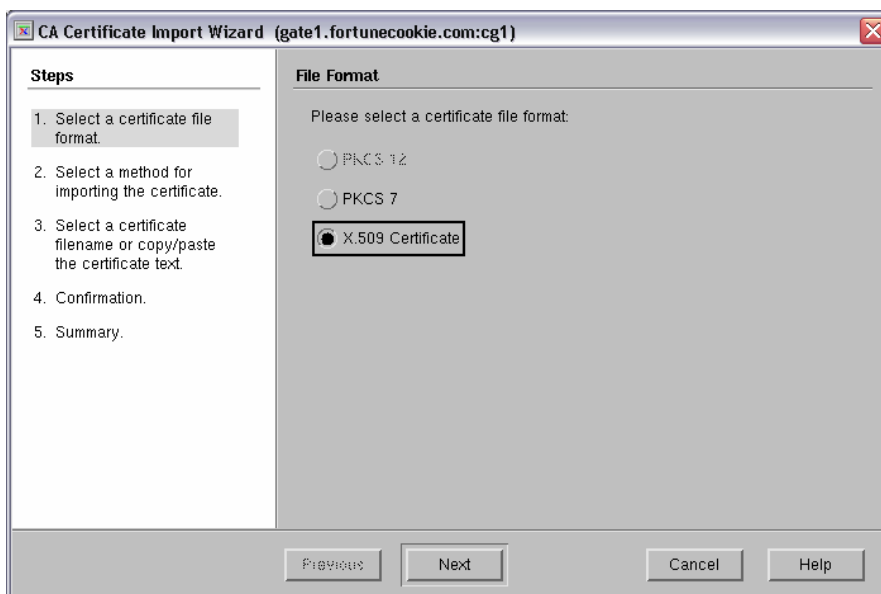 CA Certificate Import Wizard (gate1.fortunecookie.com:cg1)
Steps
1. Select a certificate file
format.
2. Select a method for
importing the certificate.
3. Select a certificate
filename or copy/paste
the certificate text.
4. Confirmation.
5. Summary.
File Format
Please select a certificate file format:
PKCS 12
PKCS 7
X.509 Certificate
Previous
Next
Cancel
Help